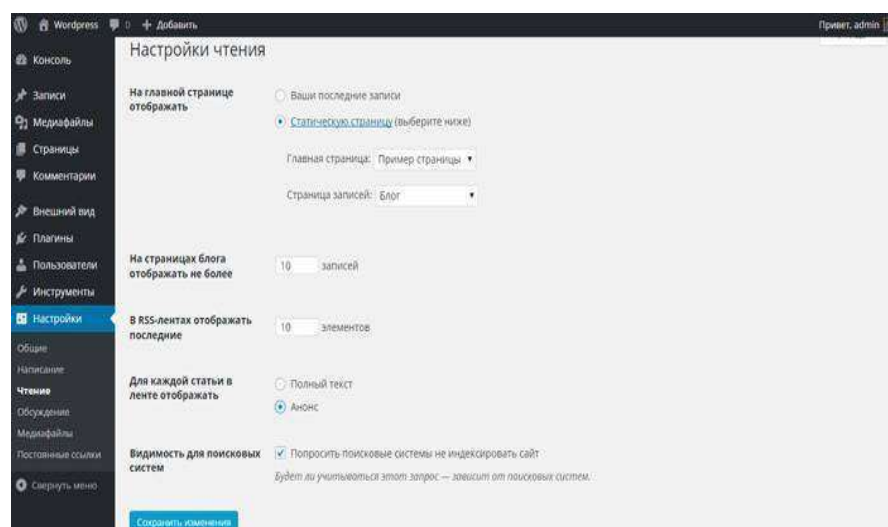 Wordpress 0 + Добавить Привет, admin
Консоль
Записи
Медиафайлы
Страницы
Комментарии
Внешний вид
Плагины
Пользователи
Инструменты
Настройки
Общие
Написание
Чтение
Обсуждение
Медиафайлы
Постоянные ссылки
Свернуть меню
Настройки чтения
На главной странице
отображать
Ваши последние записи
Статическую страницу (выберите ниже)
Главная страница: Пример страницы
Страница записей: Блог
На страницах блога
отображать не более
10 записей
В RSS-лентах отображать
последние
10 элементов
Для каждой статьи в
ленте отображать
Полный текст
Анонс
Видимость для поисковых
систем
Попросить поисковые системы не индексировать сайт
Будет ли учитываться этот запрос — зависит от поисковых систем.
Сохранить изменения